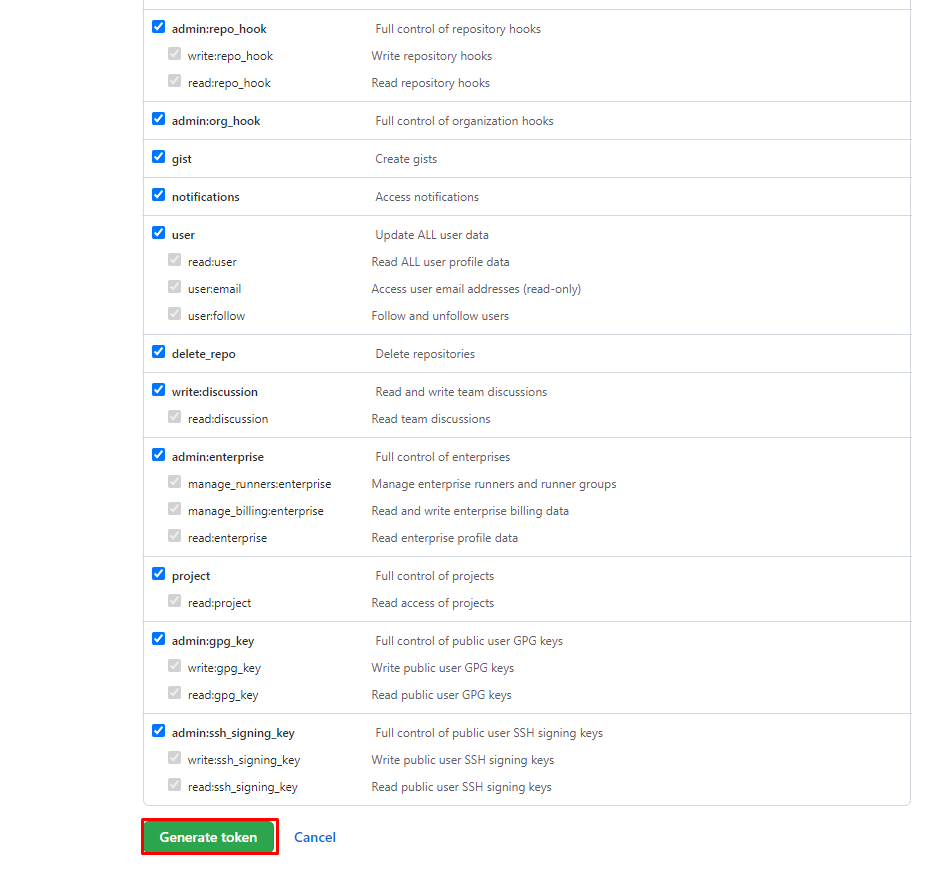 admin:repo_hook Full control of repository hooks
write:repo_hook Write repository hooks
read:repo_hook Read repository hooks
admin:org_hook Full control of organization hooks
gist Create gists
notifications Access notifications
user Update ALL user data
read:user Read ALL user profile data
user:email Access user email addresses (read-only)
user:follow Follow and unfollow users
delete_repo Delete repositories
write:discussion Read and write team discussions
read:discussion Read team discussions
admin:enterprise Full control of enterprises
manage_runners:enterprise Manage enterprise runners and runner groups
manage_billing:enterprise Read and write enterprise billing data
read:enterprise Read enterprise profile data
project Full control of projects
read:project Read access of projects
admin:gpg_key Full control of public user GPG keys
write:gpg_key Write public user GPG keys
read:gpg_key Read public user GPG keys
admin:ssh_signing_key Full control of public user SSH signing keys
write:ssh_signing_key Write public user SSH signing keys
read:ssh_signing_key Read public user SSH signing keys
Generate token Cancel